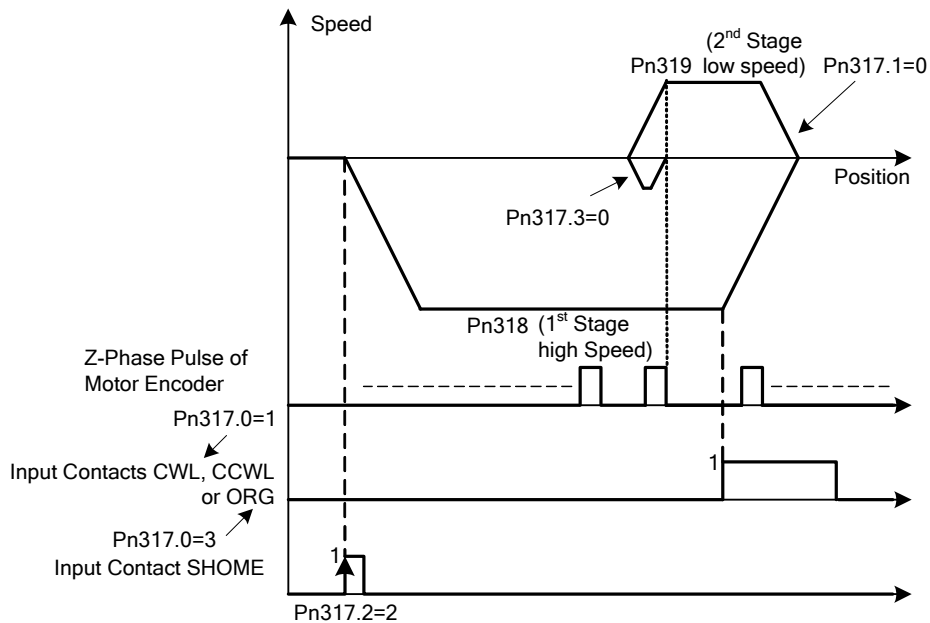 Speed
(2nd Stage
Pn319 low speed)
Pn317.1=0
Position
Pn317.3=0
Pn318 (1st Stage
high Speed)
Z-Phase Pulse of
Motor Encoder
Pn317.0=1
Input Contacts CWL, CCWL
or ORG
1
Pn317.0=3
Input Contact SHOME
1
Pn317.2=2